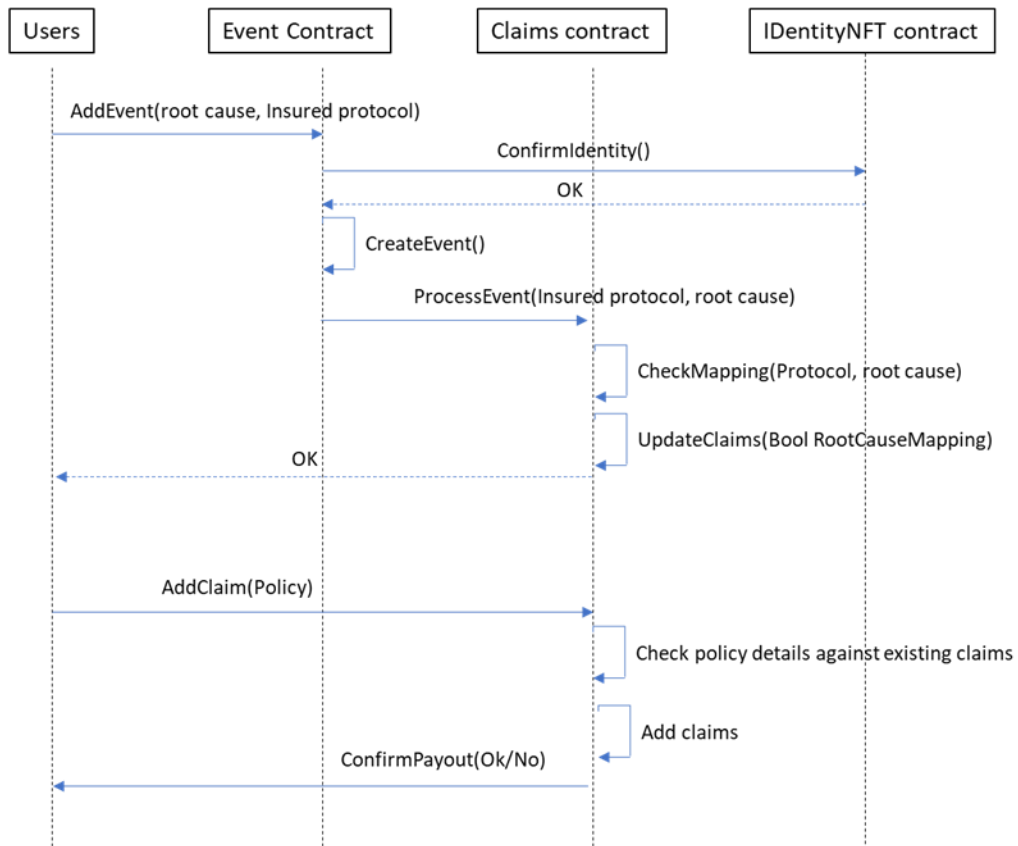 Users
Event Contract
Claims contract
IDentityNFT contract
AddEvent(root cause, Insured protocol)
ConfirmIdentity()
OK
CreateEvent()
ProcessEvent(Insured protocol, root cause)
CheckMapping(Protocol, root cause)
UpdateClaims(Bool RootCauseMapping)
OK
AddClaim(Policy)
Check policy details against existing claims
Add claims
ConfirmPayout(Ok/No)